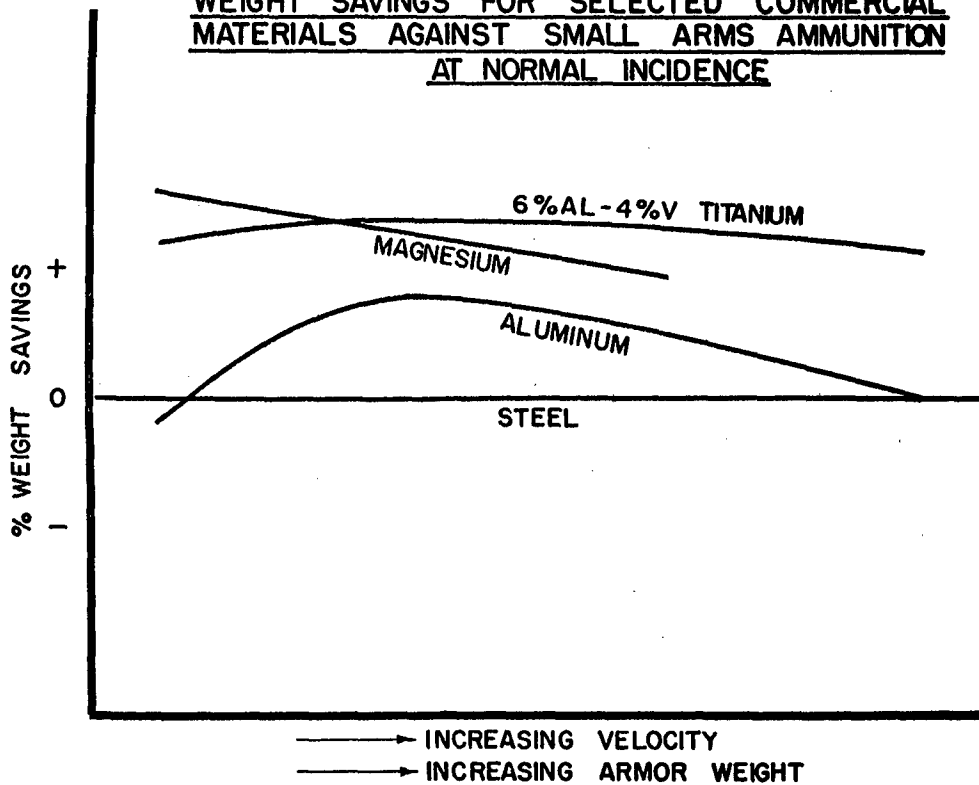 WEIGHT SAVINGS FOR SELECTED COMMERCIAL
MATERIALS AGAINST SMALL ARMS AMMUNITION
AT NORMAL INCIDENCE
6%AL-4%V TITANIUM
MAGNESIUM
ALUMINUM
STEEL
% WEIGHT SAVINGS
+
0
-
INCREASING VELOCITY
INCREASING ARMOR WEIGHT